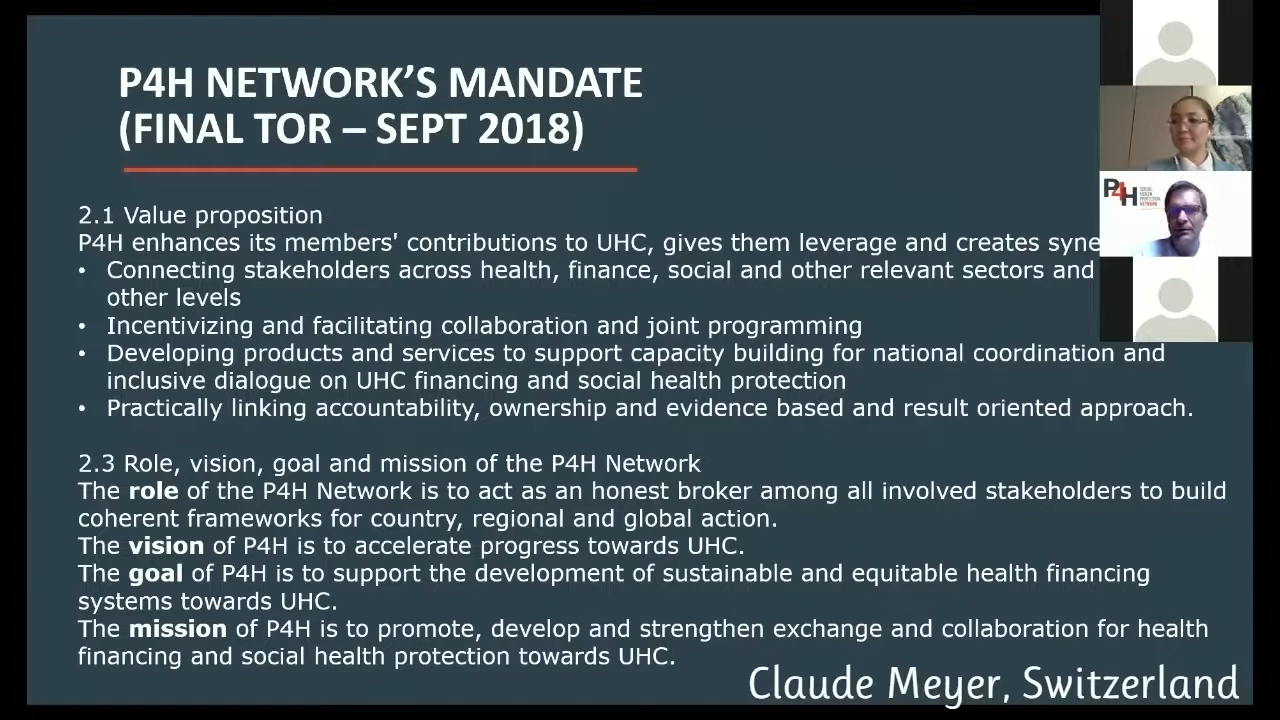 P4H NETWORK'S MANDATE
(FINAL TOR – SEPT 2018)
2.1 Value proposition
P4H enhances its members' contributions to UHC, gives them leverage and creates syne
• Connecting stakeholders across health, finance, social and other relevant sectors and
other levels
• Incentivizing and facilitating collaboration and joint programming
• Developing products and services to support capacity building for national coordination and
inclusive dialogue on UHC financing and social health protection
• Practically linking accountability, ownership and evidence based and result oriented approach.
2.3 Role, vision, goal and mission of the P4H Network
The role of the P4H Network is to act as an honest broker among all involved stakeholders to build
coherent frameworks for country, regional and global action.
The vision of P4H is to accelerate progress towards UHC.
The goal of P4H is to support the development of sustainable and equitable health financing
systems towards UHC.
The mission of P4H is to promote, develop and strengthen exchange and collaboration for health
financing and social health protection towards UHC.
P4H
SOCIAL
HEALTH
PROTECTION
NETWORK
Claude Meyer, Switzerland